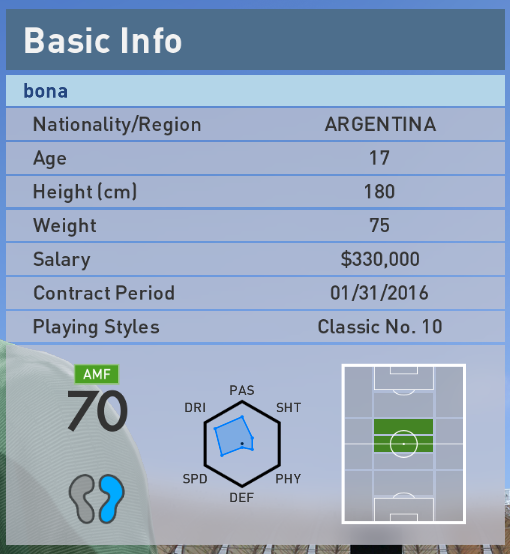 Basic Info
bona
Nationality/Region ARGENTINA
Age 17
Height (cm) 180
Weight 75
Salary $330,000
Contract Period 01/31/2016
Playing Styles Classic No. 10
AMF
70
PAS
DRI SHT
SPD PHY
DEF